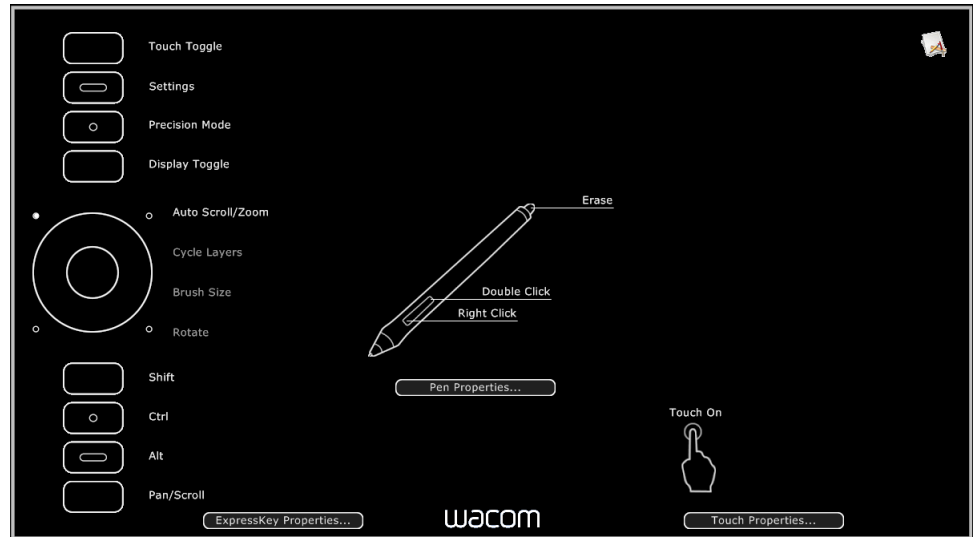 Touch Toggle
Settings
Precision Mode
Display Toggle
Auto Scroll/Zoom
Cycle Layers
Brush Size
Rotate
Shift
Ctrl
Alt
Pan/Scroll
ExpressKey Properties...
Erase
Double Click
Right Click
Pen Properties...
wacom
Touch On
Touch Properties...